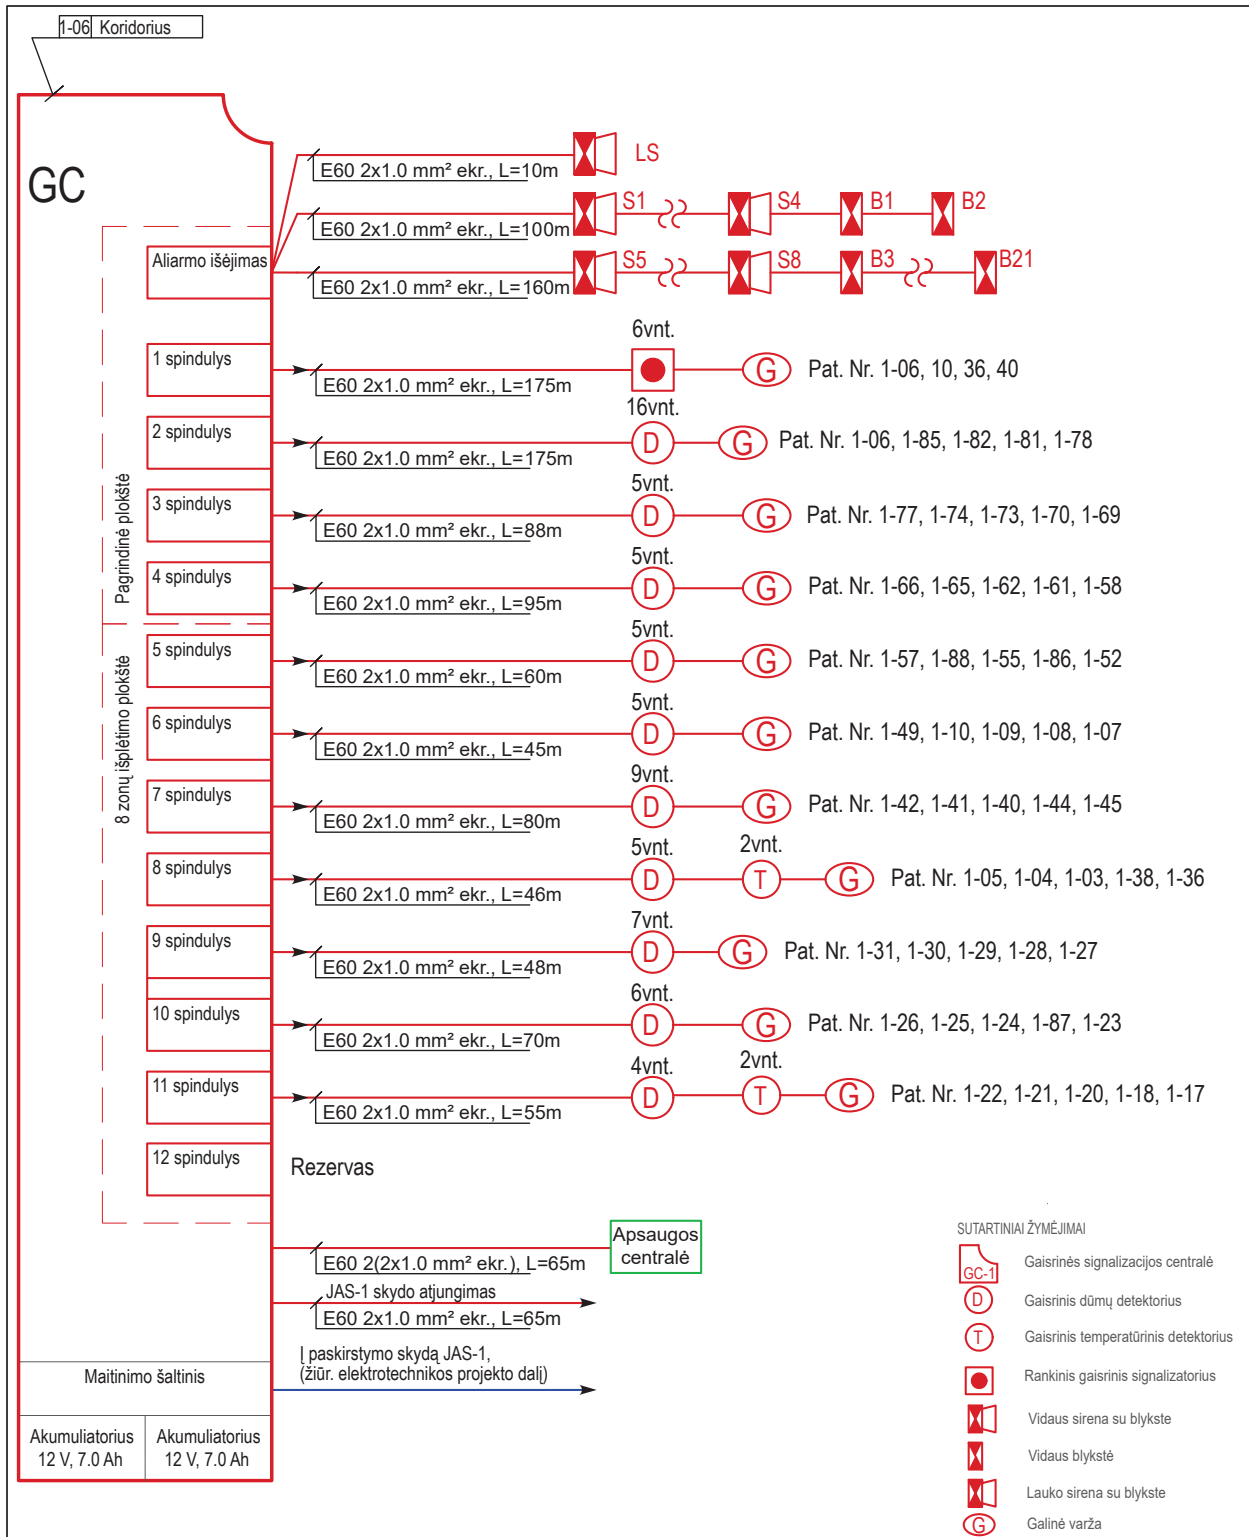 1-06 Koridorius
GC
LS
E60 2x1.0 mm² ekr., L=10m
S1 S4 B1 B2
E60 2x1.0 mm² ekr., L=100m
Aliarmo išėjimas
S5 S8 B3 B21
E60 2x1.0 mm² ekr., L=160m
6vnt.
1 spindulys
G Pat. Nr. 1-06, 10, 36, 40
E60 2x1.0 mm² ekr., L=175m
16vnt.
2 spindulys
D G Pat. Nr. 1-06, 1-85, 1-82, 1-81, 1-78
E60 2x1.0 mm² ekr., L=175m
Pagrindinė plokštė
5vnt.
3 spindulys
D G Pat. Nr. 1-77, 1-74, 1-73, 1-70, 1-69
E60 2x1.0 mm² ekr., L=88m
5vnt.
4 spindulys
D G Pat. Nr. 1-66, 1-65, 1-62, 1-61, 1-58
E60 2x1.0 mm² ekr., L=95m
8 zonų išplėtimo plokštė
5vnt.
5 spindulys
D G Pat. Nr. 1-57, 1-88, 1-55, 1-86, 1-52
E60 2x1.0 mm² ekr., L=60m
5vnt.
6 spindulys
D G Pat. Nr. 1-49, 1-10, 1-09, 1-08, 1-07
E60 2x1.0 mm² ekr., L=45m
9vnt.
7 spindulys
D G Pat. Nr. 1-42, 1-41, 1-40, 1-44, 1-45
E60 2x1.0 mm² ekr., L=80m
5vnt. 2vnt.
8 spindulys
D T G Pat. Nr. 1-05, 1-04, 1-03, 1-38, 1-36
E60 2x1.0 mm² ekr., L=46m
7vnt.
9 spindulys
D G Pat. Nr. 1-31, 1-30, 1-29, 1-28, 1-27
E60 2x1.0 mm² ekr., L=48m
6vnt.
10 spindulys
D G Pat. Nr. 1-26, 1-25, 1-24, 1-87, 1-23
E60 2x1.0 mm² ekr., L=70m
4vnt. 2vnt.
11 spindulys
D T G Pat. Nr. 1-22, 1-21, 1-20, 1-18, 1-17
E60 2x1.0 mm² ekr., L=55m
12 spindulys
Rezervas
Apsaugos
centralė
E60 2(2x1.0 mm² ekr.), L=65m
JAS-1 skydo atjungimas
E60 2x1.0 mm² ekr., L=65m
Į paskirstymo skydą JAS-1,
(žiūr. elektrotechnikos projekto dalį)
Maitinimo šaltinis
Akumuliatorius
12 V, 7.0 Ah
Akumuliatorius
12 V, 7.0 Ah
SUTARTINIAI ŽYMĖJIMAI
GC-1 Gaisrinės signalizacijos centralė
D Gaisrinis dūmų detektorius
T Gaisrinis temperatūrinis detektorius
Rankinis gaisrinis signalizatorius
Vidaus sirena su blykste
Vidaus blykstė
Lauko sirena su blykste
G Galinė varža